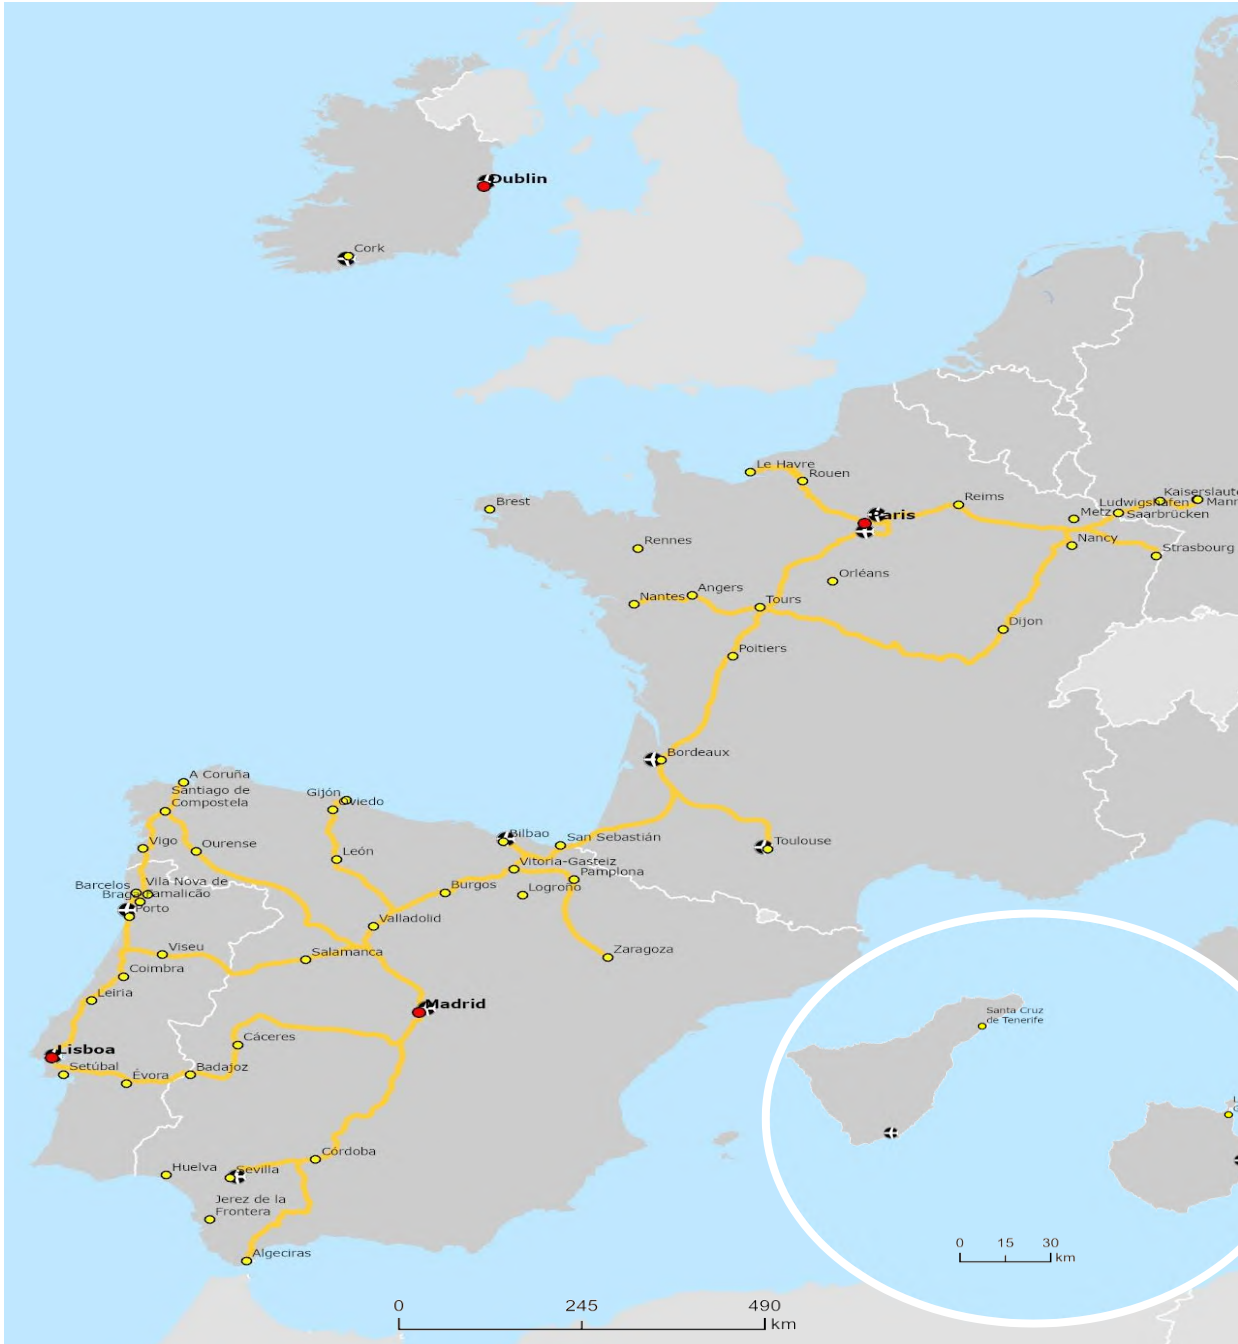 Dublin
Cork
Le Havre
Rouen
Brest
Paris
Reims
Metz
Ludwigshafen
Kaiserslaute
Mann
Saarbrücken
Nancy
Strasbourg
Rennes
Orléans
Nantes
Angers
Tours
Dijon
Poitiers
Bordeaux
Toulouse
A Coruña
Santiago de
Compostela
Gijón
Oviedo
Bilbao
San Sebastián
Vigo
Ourense
León
Vitoria-Gasteiz
Pamplona
Barcelos
Vila Nova de
Famalicão
Braga
Porto
Burgos
Logroño
Valladolid
Viseu
Salamanca
Zaragoza
Coimbra
Leiria
Madrid
Lisboa
Setúbal
Évora
Badajoz
Cáceres
Córdoba
Huelva
Sevilla
Jerez de la
Frontera
Algeciras
Santa Cruz
de Tenerife
0 15 30
km
0 245 490
km